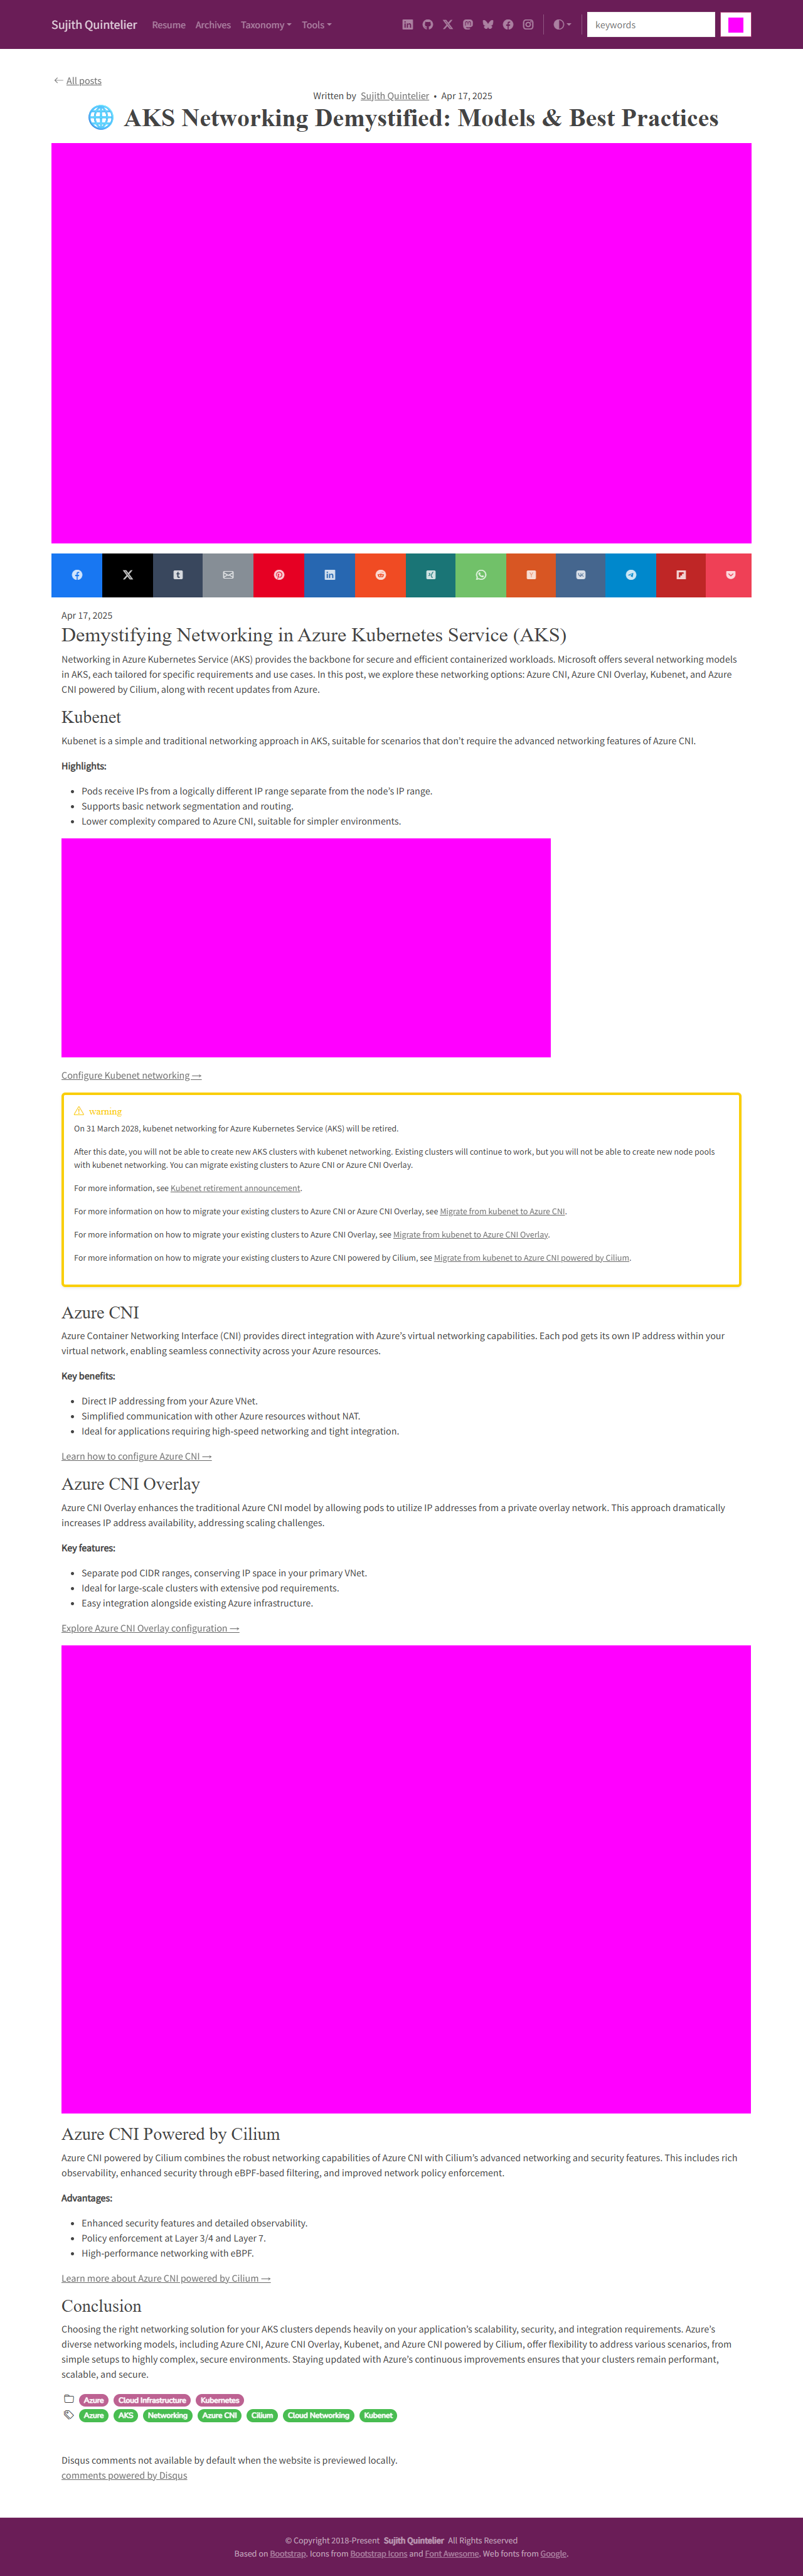 Sujith Quintelier Resume Archives Taxonomy Tools keywords
← All posts
Written by Sujith Quintelier • Apr 17, 2025
🌐 AKS Networking Demystified: Models & Best Practices
Apr 17, 2025
Demystifying Networking in Azure Kubernetes Service (AKS)
Networking in Azure Kubernetes Service (AKS) provides the backbone for secure and efficient containerized workloads. Microsoft offers several networking models
in AKS, each tailored for specific requirements and use cases. In this post, we explore these networking options: Azure CNI, Azure CNI Overlay, Kubenet, and Azure
CNI powered by Cilium, along with recent updates from Azure.
Kubenet
Kubenet is a simple and traditional networking approach in AKS, suitable for scenarios that don't require the advanced networking features of Azure CNI.
Highlights:
• Pods receive IPs from a logically different IP range separate from the node's IP range.
• Supports basic network segmentation and routing.
• Lower complexity compared to Azure CNI, suitable for simpler environments.
Configure Kubenet networking →
warning
On 31 March 2028, kubenet networking for Azure Kubernetes Service (AKS) will be retired.
After this date, you will not be able to create new AKS clusters with kubenet networking. Existing clusters will continue to work, but you will not be able to create new node pools
with kubenet networking. You can migrate existing clusters to Azure CNI or Azure CNI Overlay.
For more information, see Kubenet retirement announcement.
For more information on how to migrate your existing clusters to Azure CNI or Azure CNI Overlay, see Migrate from kubenet to Azure CNI.
For more information on how to migrate your existing clusters to Azure CNI Overlay, see Migrate from kubenet to Azure CNI Overlay.
For more information on how to migrate your existing clusters to Azure CNI powered by Cilium, see Migrate from kubenet to Azure CNI powered by Cilium.
Azure CNI
Azure Container Networking Interface (CNI) provides direct integration with Azure's virtual networking capabilities. Each pod gets its own IP address within your
virtual network, enabling seamless connectivity across your Azure resources.
Key benefits:
• Direct IP addressing from your Azure VNet.
• Simplified communication with other Azure resources without NAT.
• Ideal for applications requiring high-speed networking and tight integration.
Learn how to configure Azure CNI →
Azure CNI Overlay
Azure CNI Overlay enhances the traditional Azure CNI model by allowing pods to utilize IP addresses from a private overlay network. This approach dramatically
increases IP address availability, addressing scaling challenges.
Key features:
• Separate pod CIDR ranges, conserving IP space in your primary VNet.
• Ideal for large-scale clusters with extensive pod requirements.
• Easy integration alongside existing Azure infrastructure.
Explore Azure CNI Overlay configuration →
Azure CNI Powered by Cilium
Azure CNI powered by Cilium combines the robust networking capabilities of Azure CNI with Cilium's advanced networking and security features. This includes rich
observability, enhanced security through eBPF-based filtering, and improved network policy enforcement.
Advantages:
• Enhanced security features and detailed observability.
• Policy enforcement at Layer 3/4 and Layer 7.
• High-performance networking with eBPF.
Learn more about Azure CNI powered by Cilium →
Conclusion
Choosing the right networking solution for your AKS clusters depends heavily on your application's scalability, security, and integration requirements. Azure's
diverse networking models, including Azure CNI, Azure CNI Overlay, Kubenet, and Azure CNI powered by Cilium, offer flexibility to address various scenarios, from
simple setups to highly complex, secure environments. Staying updated with Azure's continuous improvements ensures that your clusters remain performant,
scalable, and secure.
Azure Cloud Infrastructure Kubernetes
Azure AKS Networking Azure CNI Cilium Cloud Networking Kubenet
Disqus comments not available by default when the website is previewed locally.
comments powered by Disqus
© Copyright 2018-Present Sujith Quintelier All Rights Reserved
Based on Bootstrap. Icons from Bootstrap Icons and Font Awesome. Web fonts from Google.